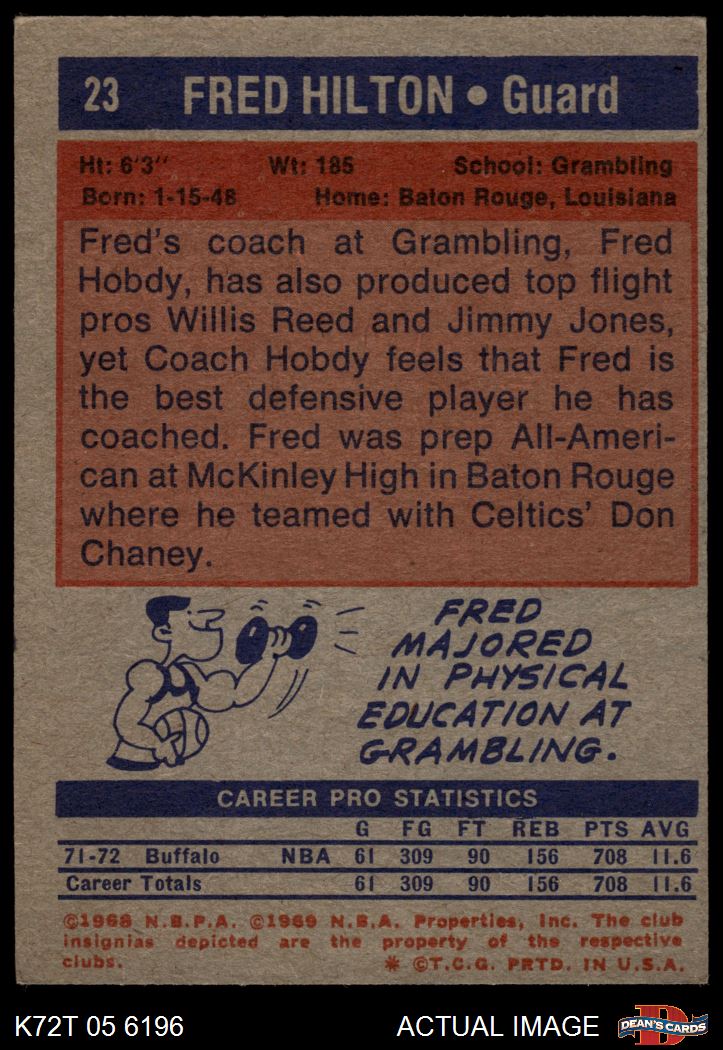 23 FRED HILTON • Guard
Ht: 6'3" Wt: 185 School: Grambling
Born: 1-15-48 Home: Baton Rouge, Louisiana
Fred's coach at Grambling, Fred
Hobdy, has also produced top flight
pros Willis Reed and Jimmy Jones,
yet Coach Hobdy feels that Fred is
the best defensive player he has
coached. Fred was prep All-Ameri-
can at McKinley High in Baton Rouge
where he teamed with Celtics' Don
Chaney.
FRED
MAJORED
IN PHYSICAL
EDUCATION AT
GRAMBLING.
CAREER PRO STATISTICS
G FG FT REB PTS AVG
71-72 Buffalo NBA 61 309 90 156 708 11.6
Career Totals 61 309 90 156 708 11.6
©1968 N.B.P.A. ©1969 N.B.A. Properties, Inc. The club
insignias depicted are the property of the respective
clubs. * ©T.C.G. PRTD. IN U.S.A.
K72T 05 6196 ACTUAL IMAGE D DEAN'S CARDS